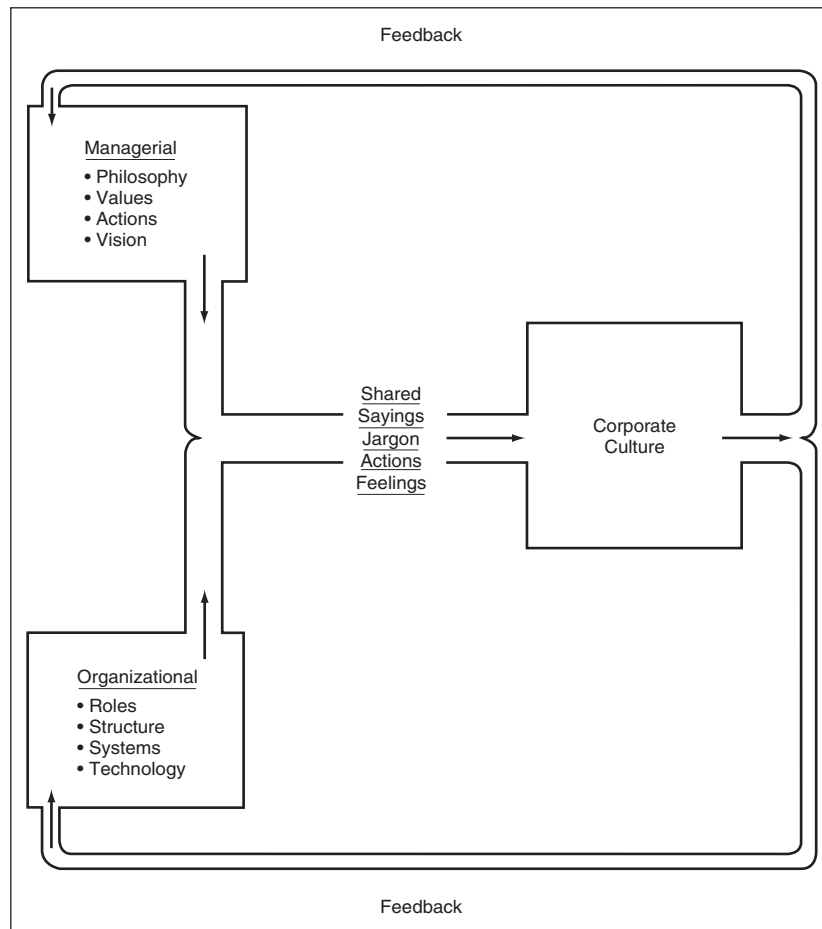 Feedback
Managerial
• Philosophy
• Values
• Actions
• Vision
Shared
Sayings
Jargon
Actions
Feelings
Corporate
Culture
Organizational
• Roles
• Structure
• Systems
• Technology
Feedback